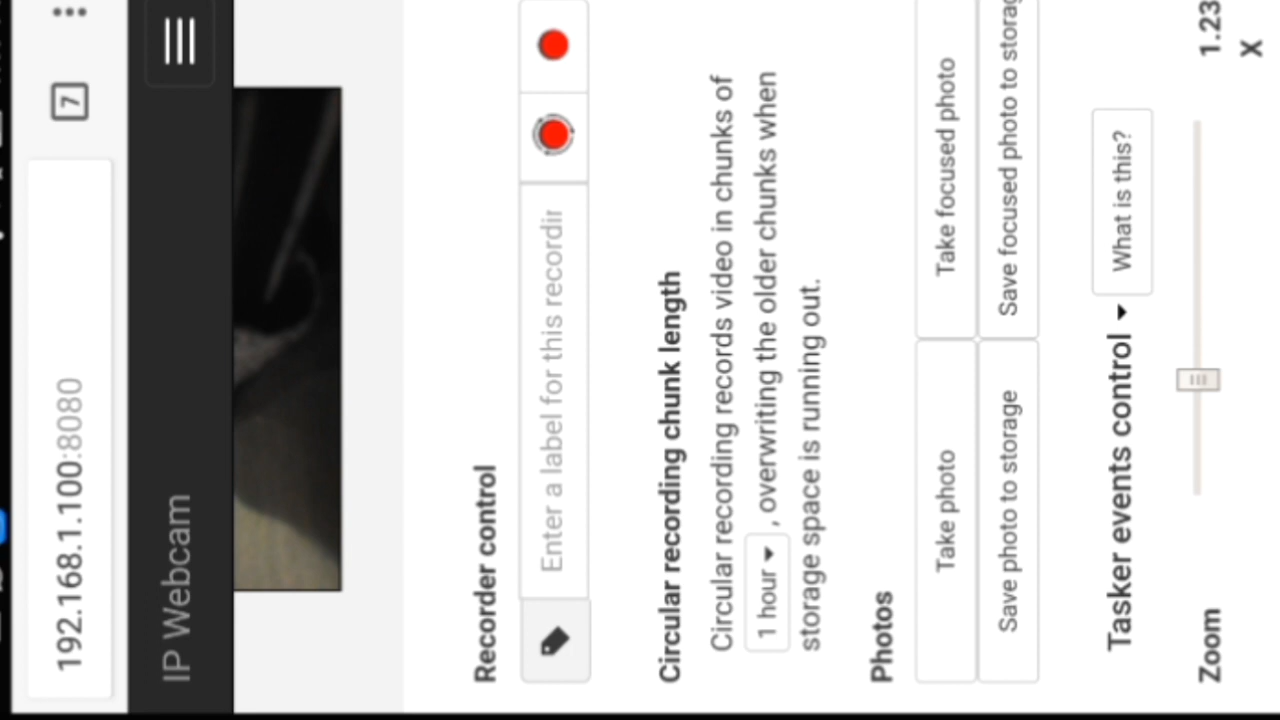 192.168.1.100:8080
7
IP Webcam
Recorder control
Enter a label for this recordin
Circular recording chunk length
Circular recording records video in chunks of
1 hour , overwriting the older chunks when
storage space is running out.
Photos
Take photo
Take focused photo
Save photo to storage
Save focused photo to storag
Tasker events control
What is this?
Zoom
1.23
X